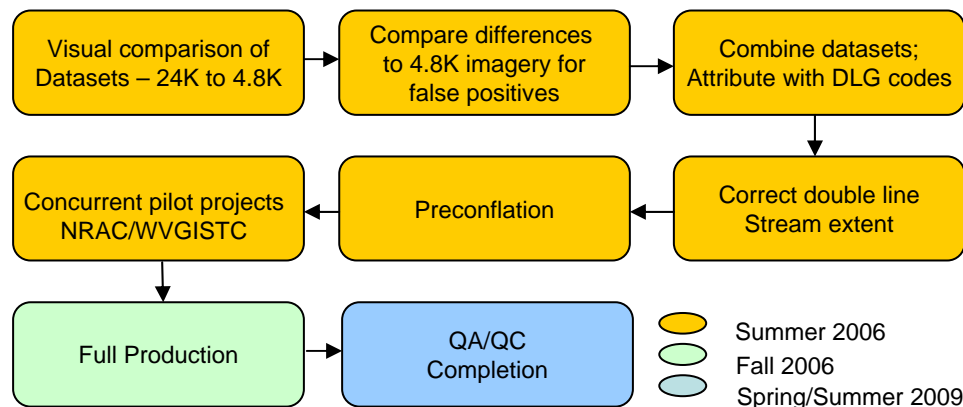 Visual comparison of
Datasets – 24K to 4.8K
Compare differences
to 4.8K imagery for
false positives
Combine datasets;
Attribute with DLG codes
Correct double line
Stream extent
Preconflation
Concurrent pilot projects
NRAC/WVGISTC
Full Production
QA/QC
Completion
Summer 2006
Fall 2006
Spring/Summer 2009